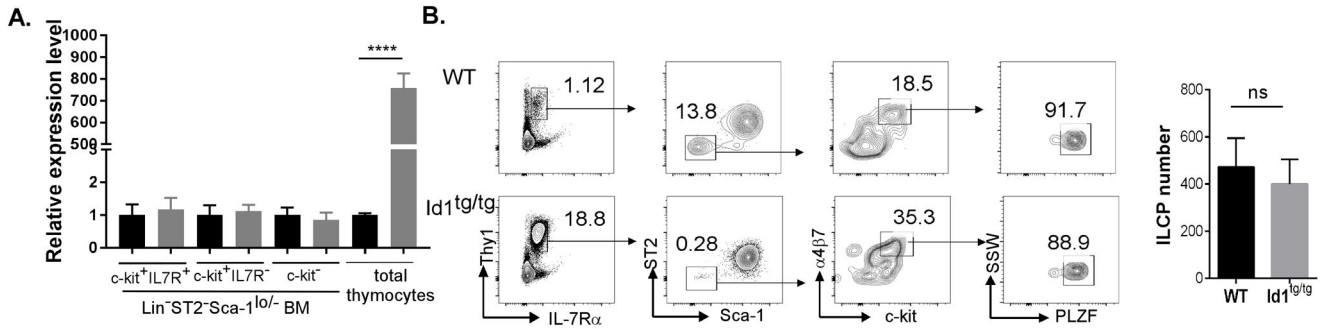 A.
Relative expression level
1000
900
800
700
600
500
2
1
0
****
c-kit⁺IL7R⁺
c-kit⁺IL7R⁻
c-kit⁻
total
thymocytes
Lin⁻ST2⁻Sca-1ˡᵒ/⁻ BM
B.
WT
1.12
13.8
18.5
91.7
Id1ᵗᵍ/ᵗᵍ
18.8
0.28
35.3
88.9
Thy1
IL-7Rα
ST2
Sca-1
α4β7
c-kit
SSW
PLZF
ILCP number
800
600
400
200
0
ns
WT
Id1ᵗᵍ/ᵗᵍ